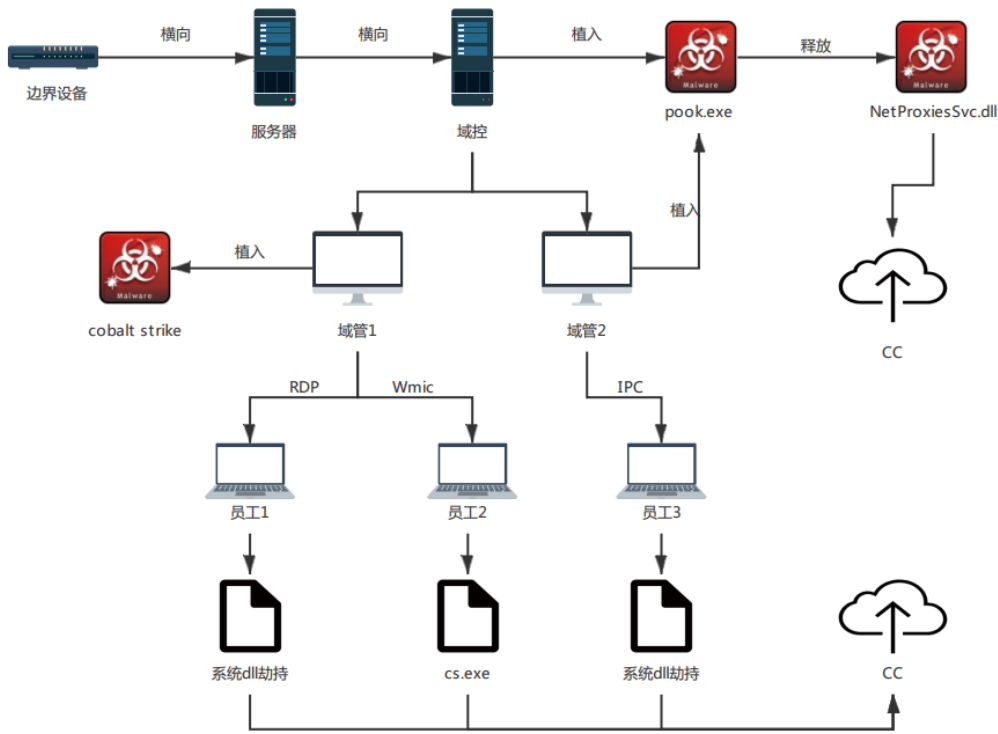 横向
横向
植入
释放
Malware
Malware
边界设备
服务器
域控
pook.exe
NetProxiesSvc.dll
植入
植入
Malware
cobalt strike
域管1
域管2
CC
RDP
Wmic
IPC
员工1
员工2
员工3
系统dll劫持
cs.exe
系统dll劫持
CC